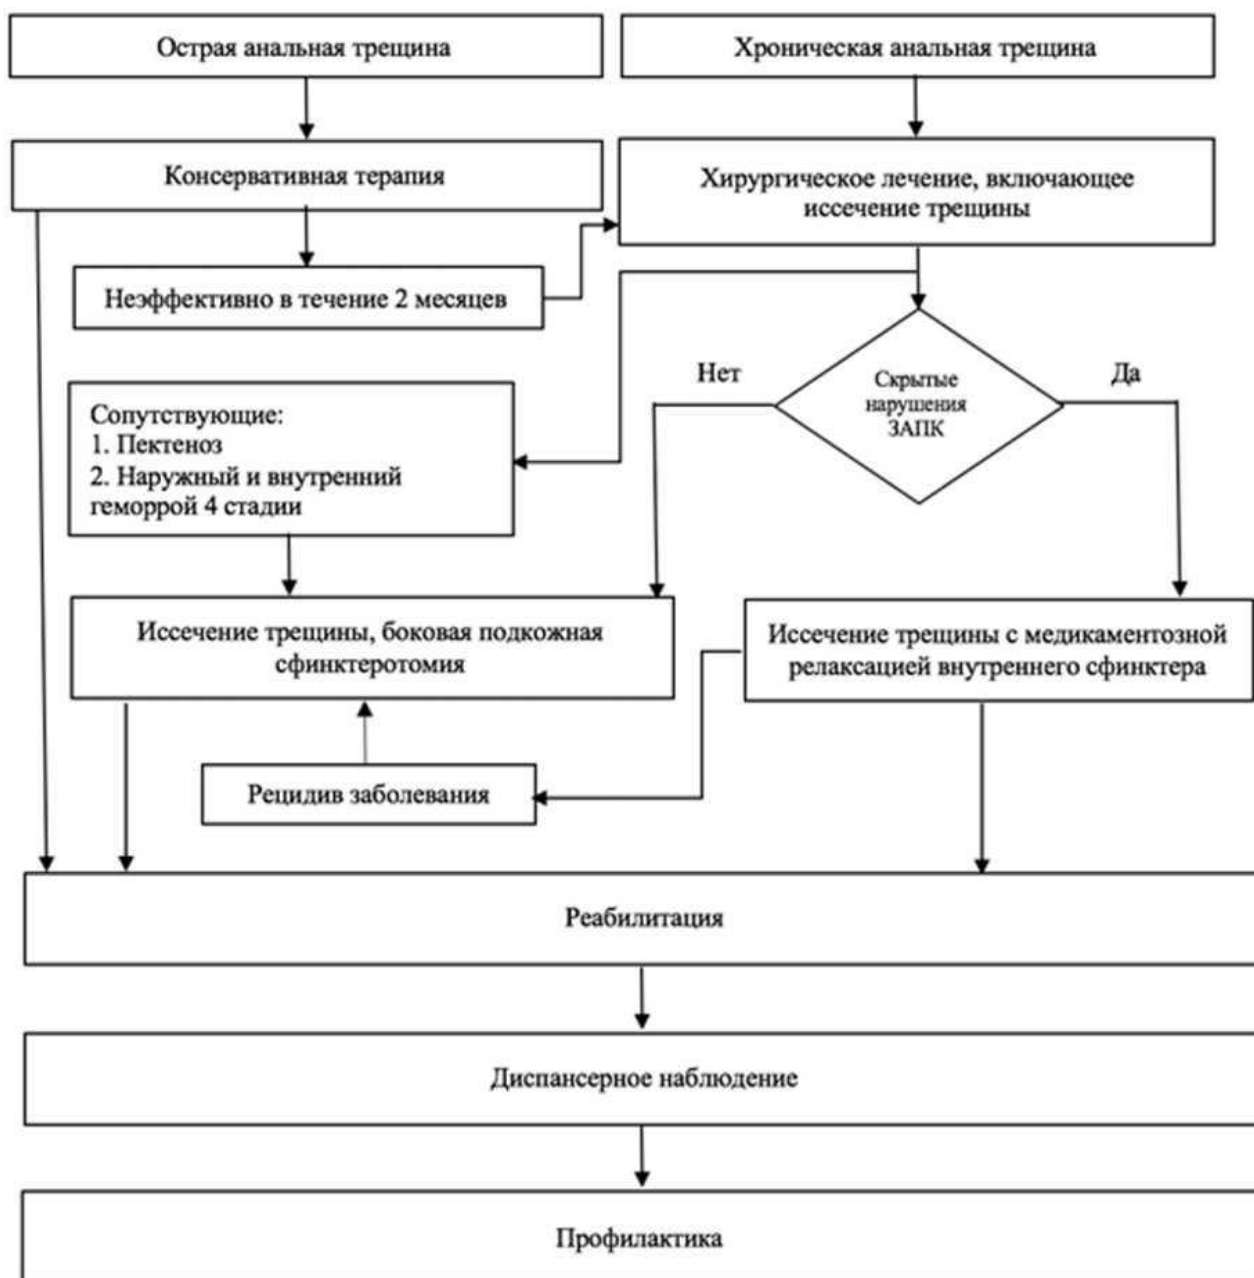 Острая анальная трещина
Хроническая анальная трещина
Консервативная терапия
Хирургическое лечение, включающее
иссечение трещины
Неэффективно в течение 2 месяцев
Нет
Скрытые
нарушения
ЗАПК
Да
Сопутствующие:
1. Пектеноз
2. Наружный и внутренний
геморрой 4 стадии
Иссечение трещины, боковая подкожная
сфинктеротомия
Иссечение трещины с медикаментозной
релаксацией внутреннего сфинктера
Рецидив заболевания
Реабилитация
Диспансерное наблюдение
Профилактика